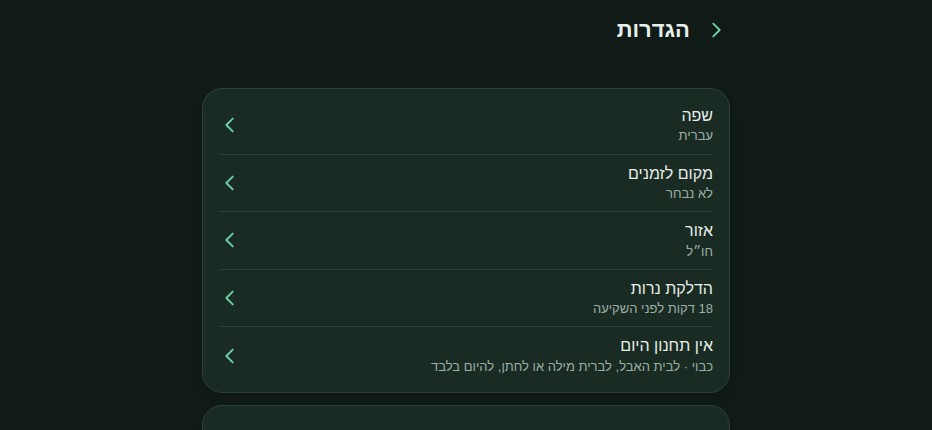 הגדרות
שפה
עברית
מקום לזמנים
לא נבחר
אזור
חו״ל
הדלקת נרות
18 דקות לפני השקיעה
אין תחנון היום
כבוי · לבית האבל, לברית מילה או לחתן, להיום בלבד